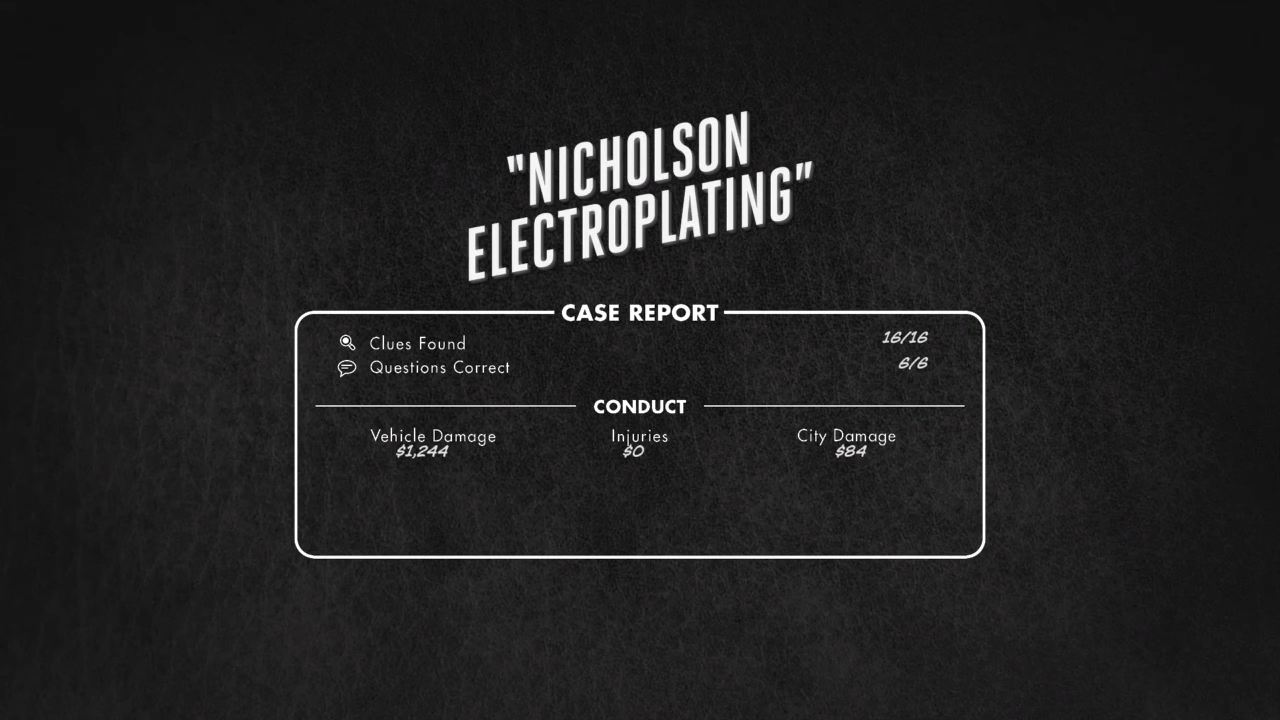 "NICHOLSON
ELECTROPLATING"
CASE REPORT
Clues Found 16/16
Questions Correct 6/6
CONDUCT
Vehicle Damage Injuries City Damage
$1,244 $0 $84